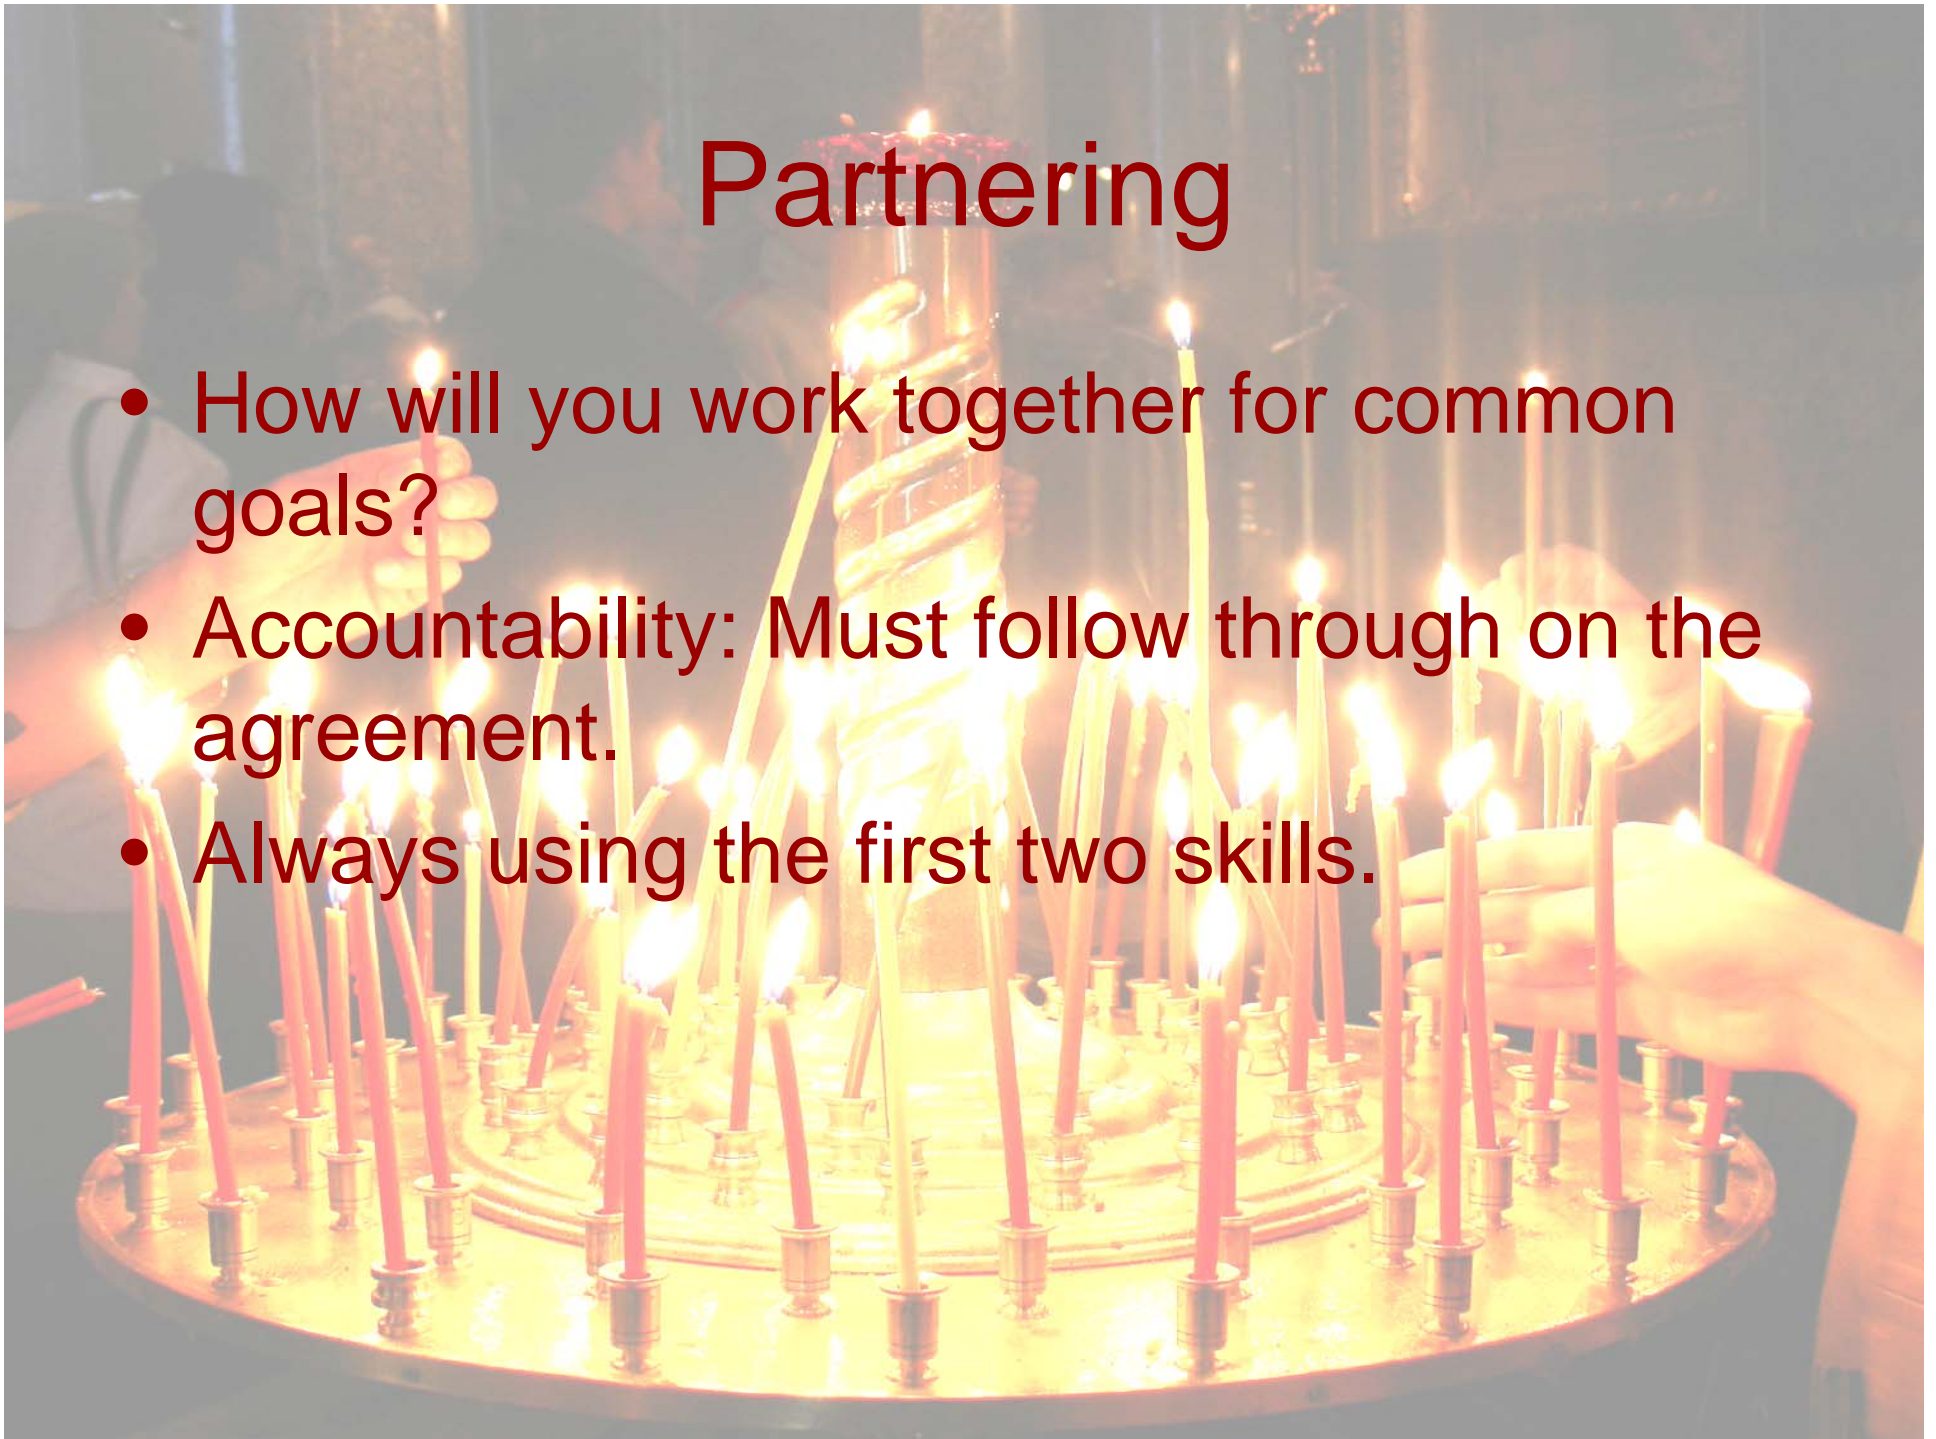 Partnering
• How will you work together for common
goals?
• Accountability: Must follow through on the
agreement.
• Always using the first two skills.